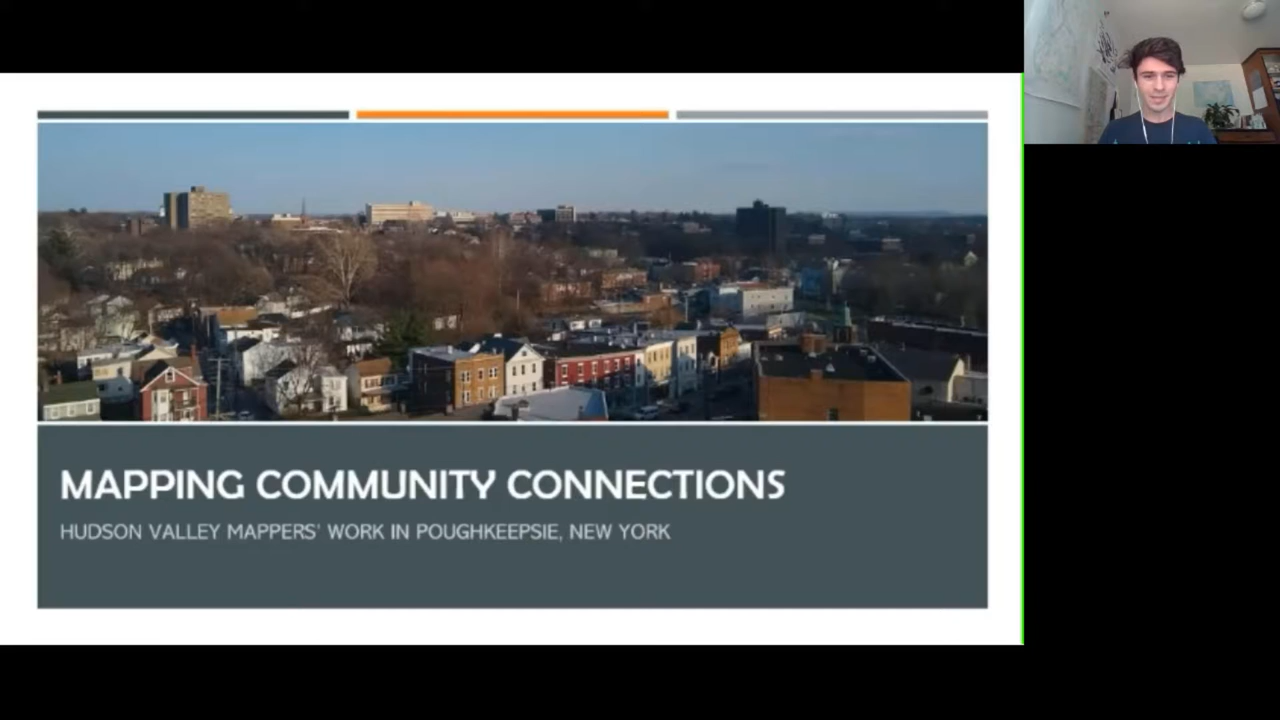 MAPPING COMMUNITY CONNECTIONS
HUDSON VALLEY MAPPERS' WORK IN POUGHKEEPSIE, NEW YORK